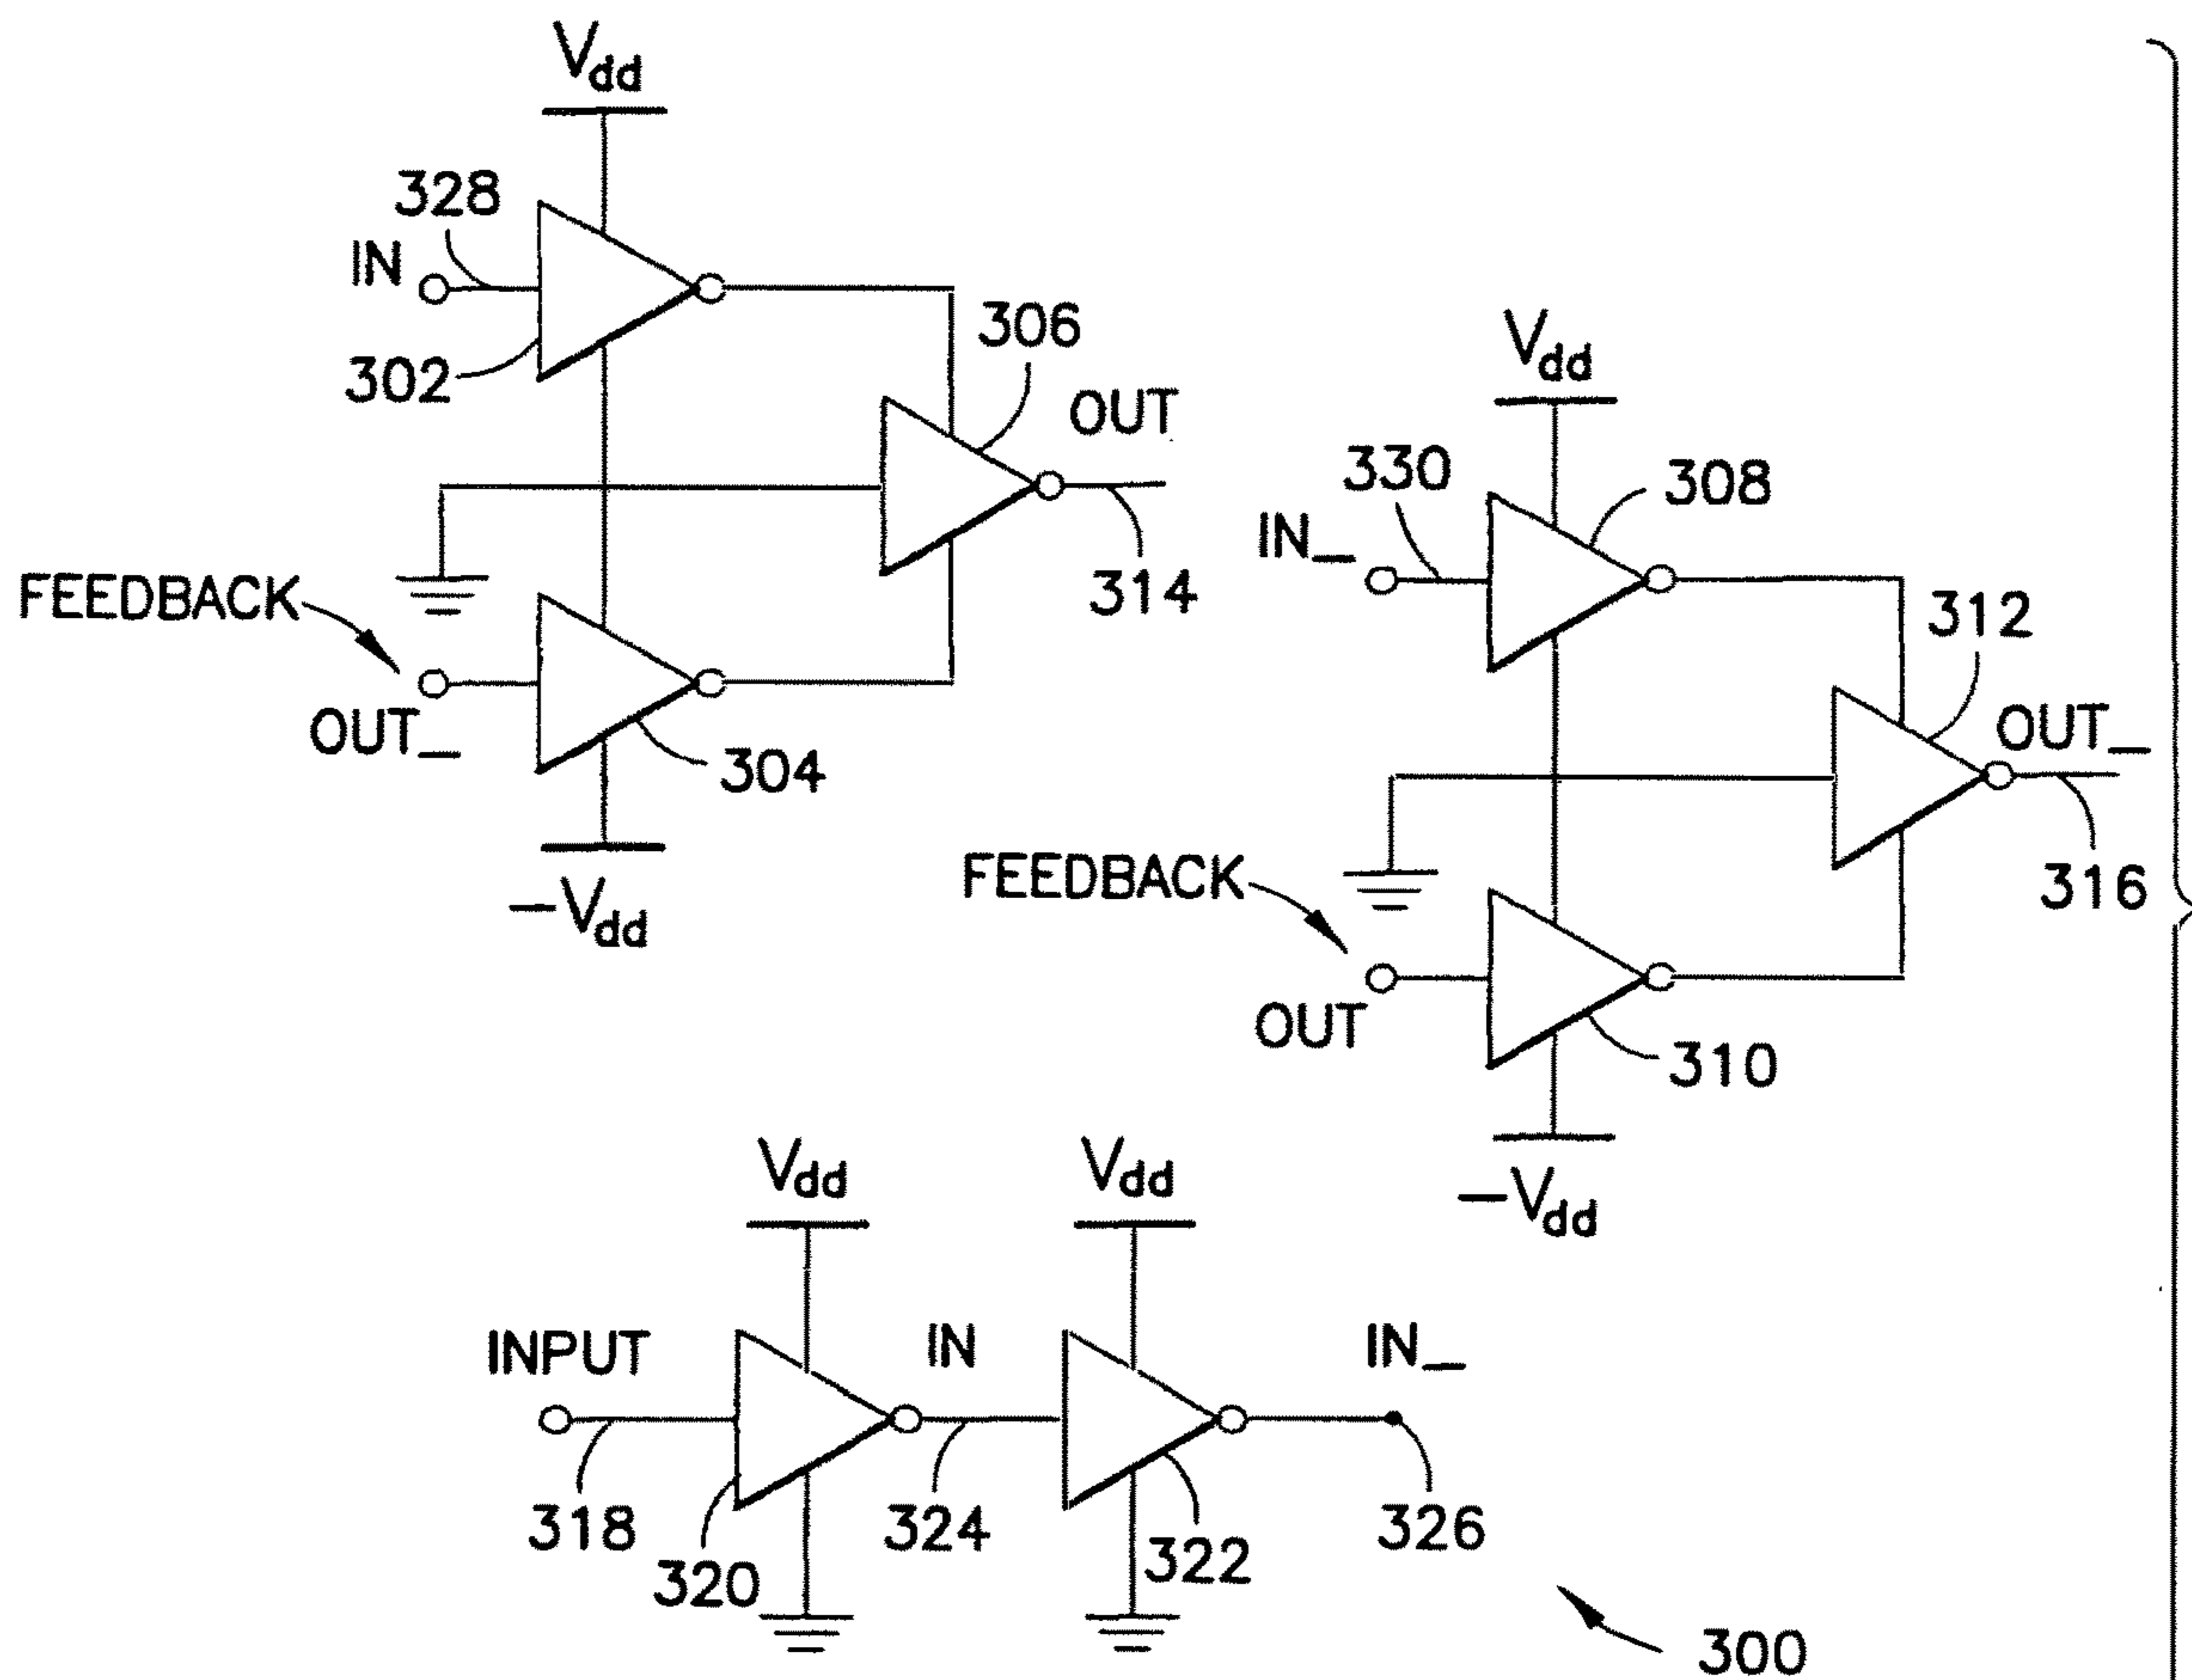 Vdd
328
IN
302
306
OUT
314
FEEDBACK
OUT_
304
-Vdd
Vdd
330
308
IN_
312
OUT_
316
FEEDBACK
OUT
310
-Vdd
Vdd
Vdd
INPUT
IN
IN_
318
320
324
322
326
300